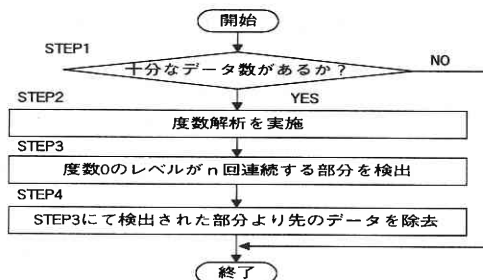 開始
STEP1
十分なデータ数があるか？
NO
YES
STEP2
度数解析を実施
STEP3
度数0のレベルがn回連続する部分を検出
STEP4
STEP3にて検出された部分より先のデータを除去
終了